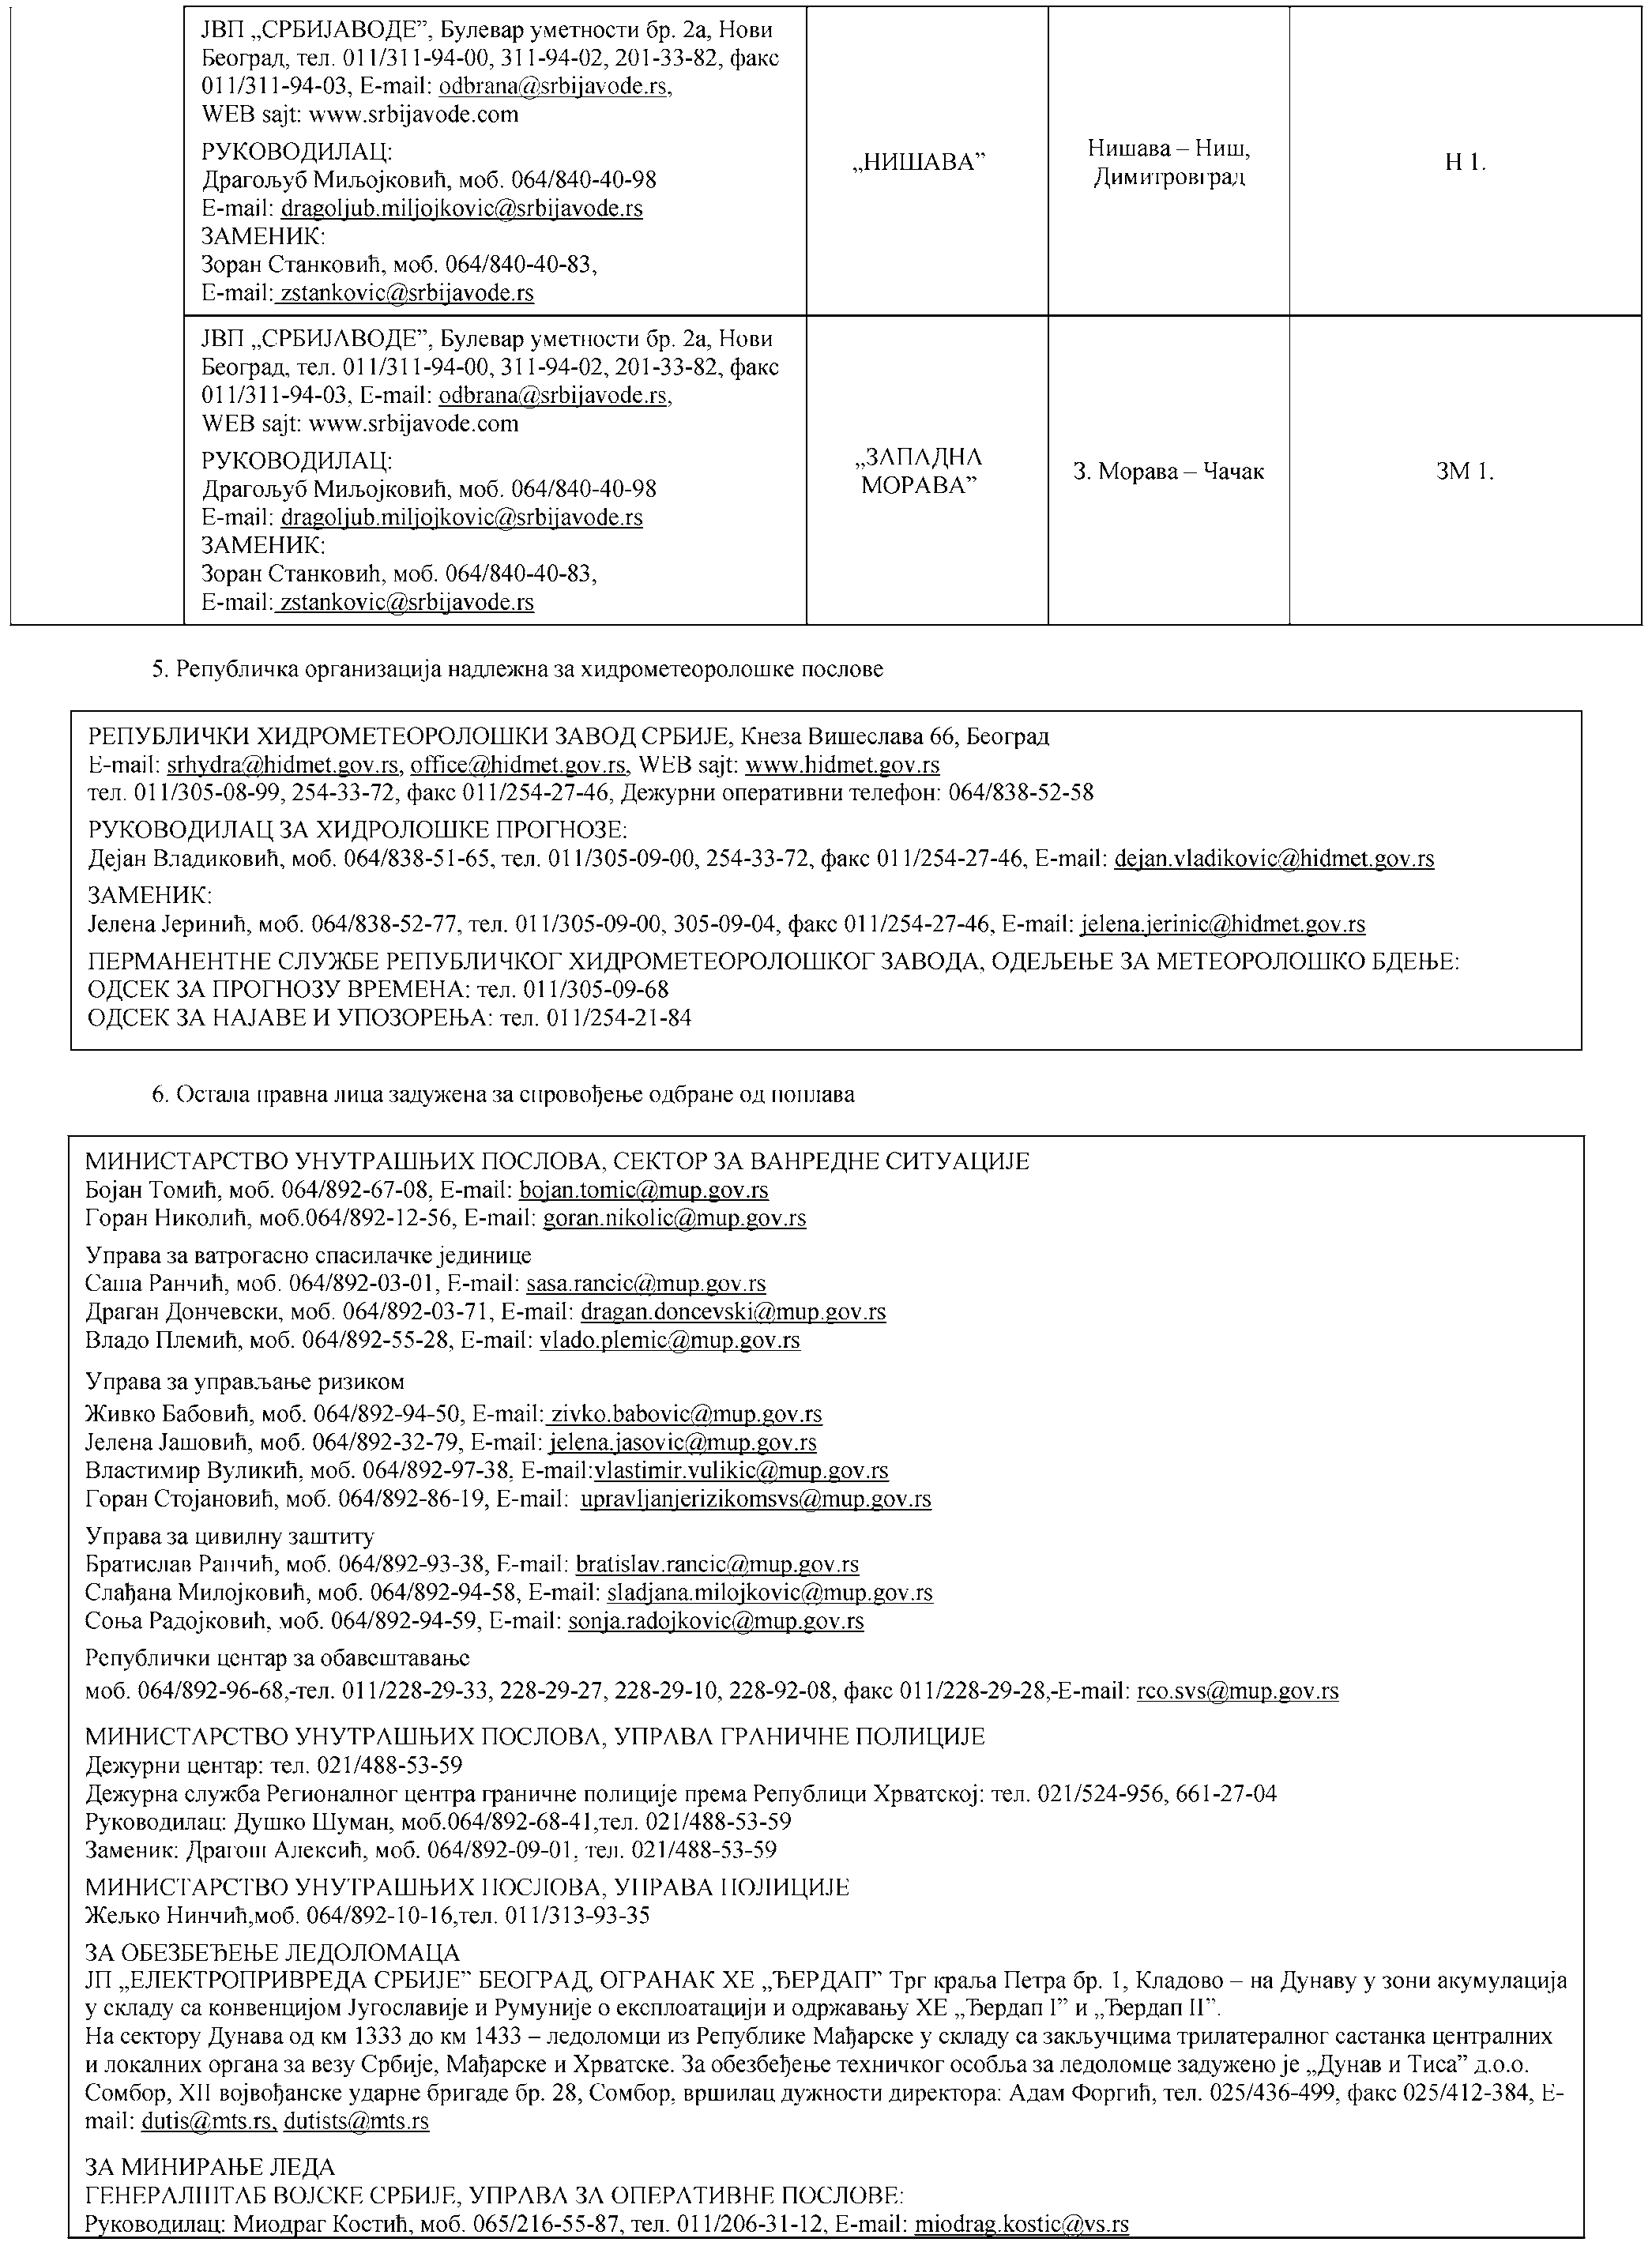 ЈВП „СРБИЈАВОДЕ”, Булевар уметности бр. 2а, Нови
Београд, тел. 011/311-94-00, 311-94-02, 201-33-82, факс
011/311-94-03, E-mail: odbrana@srbijavode.rs,
WEB sajt: www.srbijavode.com
РУКОВОДИЛАЦ:
Драгољуб Миљојковић, моб. 064/840-40-98
E-mail: dragoljub.miljojkovic@srbijavode.rs
ЗАМЕНИК:
Зоран Станковић, моб. 064/840-40-83,
E-mail: zstankovic@srbijavode.rs
„НИШАВА”
Нишава – Ниш,
Димитровград
Н 1.
ЈВП „СРБИЈАВОДЕ”, Булевар уметности бр. 2а, Нови
Београд, тел. 011/311-94-00, 311-94-02, 201-33-82, факс
011/311-94-03, E-mail: odbrana@srbijavode.rs,
WEB sajt: www.srbijavode.com
РУКОВОДИЛАЦ:
Драгољуб Миљојковић, моб. 064/840-40-98
E-mail: dragoljub.miljojkovic@srbijavode.rs
ЗАМЕНИК:
Зоран Станковић, моб. 064/840-40-83,
E-mail: zstankovic@srbijavode.rs
„ЗАПАДНА
МОРАВА”
З. Морава – Чачак
ЗМ 1.
5. Републичка организација надлежна за хидрометеоролошке послове
РЕПУБЛИЧКИ ХИДРОМЕТЕОРОЛОШКИ ЗАВОД СРБИЈЕ, Кнеза Вишеслава 66, Београд
E-mail: srhydra@hidmet.gov.rs, office@hidmet.gov.rs, WEB sajt: www.hidmet.gov.rs
тел. 011/305-08-99, 254-33-72, факс 011/254-27-46, Дежурни оперативни телефон: 064/838-52-58
РУКОВОДИЛАЦ ЗА ХИДРОЛОШКЕ ПРОГНОЗЕ:
Дејан Владиковић, моб. 064/838-51-65, тел. 011/305-09-00, 254-33-72, факс 011/254-27-46, E-mail: dejan.vladikovic@hidmet.gov.rs
ЗАМЕНИК:
Јелена Јеринић, моб. 064/838-52-77, тел. 011/305-09-00, 305-09-04, факс 011/254-27-46, E-mail: jelena.jerinic@hidmet.gov.rs
ПЕРМАНЕНТНЕ СЛУЖБЕ РЕПУБЛИЧКОГ ХИДРОМЕТЕОРОЛОШКОГ ЗАВОДА, ОДЕЉЕЊЕ ЗА МЕТЕОРОЛОШКО БДЕЊЕ:
ОДСЕК ЗА ПРОГНОЗУ ВРЕМЕНА: тел. 011/305-09-68
ОДСЕК ЗА НАЈАВЕ И УПОЗОРЕЊА: тел. 011/254-21-84
6. Остала правна лица задужена за спровођење одбране од поплава
МИНИСТАРСТВО УНУТРАШЊИХ ПОСЛОВА, СЕКТОР ЗА ВАНРЕДНЕ СИТУАЦИЈЕ
Бојан Томић, моб. 064/892-67-08, E-mail: bojan.tomic@mup.gov.rs
Горан Николић, моб.064/892-12-56, E-mail: goran.nikolic@mup.gov.rs
Управа за ватрогасно спасилачке јединице
Саша Ранчић, моб. 064/892-03-01, E-mail: sasa.rancic@mup.gov.rs
Драган Дончевски, моб. 064/892-03-71, E-mail: dragan.doncevski@mup.gov.rs
Владо Племић, моб. 064/892-55-28, E-mail: vlado.plemic@mup.gov.rs
Управа за управљање ризиком
Живко Бабовић, моб. 064/892-94-50, E-mail: zivko.babovic@mup.gov.rs
Јелена Јашовић, моб. 064/892-32-79, E-mail: jelena.jasovic@mup.gov.rs
Властимир Вуликић, моб. 064/892-97-38, E-mail:vlastimir.vulikic@mup.gov.rs
Горан Стојановић, моб. 064/892-86-19, E-mail: upravljanjerizikomsvs@mup.gov.rs
Управа за цивилну заштиту
Братислав Ранчић, моб. 064/892-93-38, E-mail: bratislav.rancic@mup.gov.rs
Слађана Милојковић, моб. 064/892-94-58, E-mail: sladjana.milojkovic@mup.gov.rs
Соња Радојковић, моб. 064/892-94-59, E-mail: sonja.radojkovic@mup.gov.rs
Републички центар за обавештавање
моб. 064/892-96-68,-тел. 011/228-29-33, 228-29-27, 228-29-10, 228-92-08, факс 011/228-29-28,-E-mail: rco.svs@mup.gov.rs
МИНИСТАРСТВО УНУТРАШЊИХ ПОСЛОВА, УПРАВА ГРАНИЧНЕ ПОЛИЦИЈЕ
Дежурни центар: тел. 021/488-53-59
Дежурна служба Регионалног центра граничне полиције према Републици Хрватској: тел. 021/524-956, 661-27-04
Руководилац: Душко Шуман, моб.064/892-68-41,тел. 021/488-53-59
Заменик: Драгош Алексић, моб. 064/892-09-01, тел. 021/488-53-59
МИНИСТАРСТВО УНУТРАШЊИХ ПОСЛОВА, УПРАВА ПОЛИЦИЈЕ
Жељко Нинчић,моб. 064/892-10-16,тел. 011/313-93-35
ЗА ОБЕЗБЕЂЕЊЕ ЛЕДОЛОМАЦА
ЈП „ЕЛЕКТРОПРИВРЕДА СРБИЈЕ” БЕОГРАД, ОГРАНАК ХЕ „ЂЕРДАП” Трг краља Петра бр. 1, Кладово – на Дунаву у зони акумулација
у складу са конвенцијом Југославије и Румуније о експлоатацији и одржавању ХЕ „Ђердап I” и „Ђердап II”.
На сектору Дунава од км 1333 до км 1433 – ледоломци из Републике Мађарске у складу са закључцима трилатералног састанка централних
и локалних органа за везу Србије, Мађарске и Хрватске. За обезбеђење техничког особља за ледоломце задужено је „Дунав и Тиса” д.о.о.
Сомбор, XII војвођанске ударне бригаде бр. 28, Сомбор, вршилац дужности директора: Адам Форгић, тел. 025/436-499, факс 025/412-384, E-
mail: dutis@mts.rs, dutists@mts.rs
ЗА МИНИРАЊЕ ЛЕДА
ГЕНЕРАЛШТАБ ВОЈСКЕ СРБИЈЕ, УПРАВА ЗА ОПЕРАТИВНЕ ПОСЛОВЕ:
Руководилац: Миодраг Костић, моб. 065/216-55-87, тел. 011/206-31-12, E-mail: miodrag.kostic@vs.rs